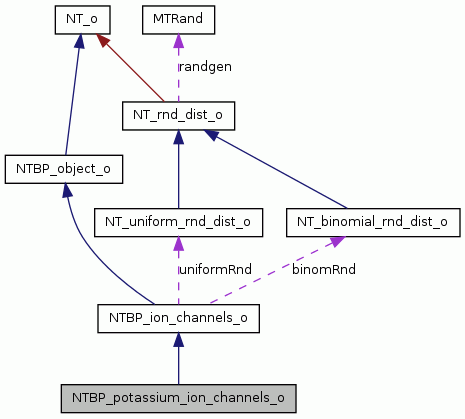 NT_o
MTRand
randgen
NT_rnd_dist_o
NTBP_object_o
NT_uniform_rnd_dist_o
NT_binomial_rnd_dist_o
uniformRnd
binomRnd
NTBP_ion_channels_o
NTBP_potassium_ion_channels_o